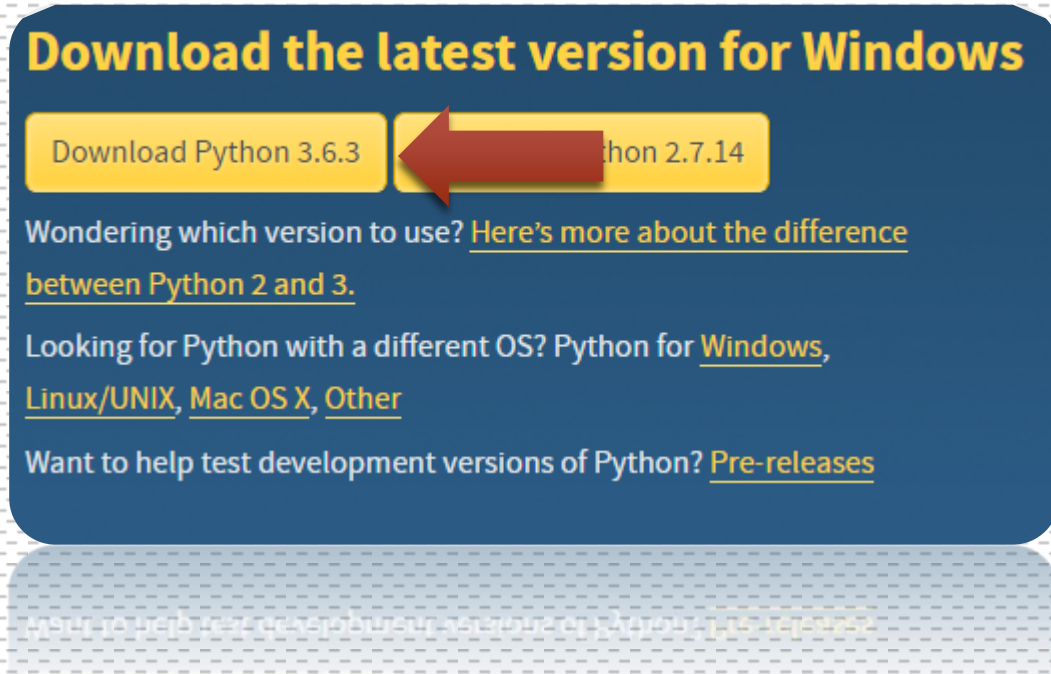 Download the latest version for Windows
Download Python 3.6.3 thon 2.7.14
Wondering which version to use? Here’s more about the difference
between Python 2 and 3.
Looking for Python with a different OS? Python for Windows,
Linux/UNIX, Mac OS X, Other
Want to help test development versions of Python? Pre-releases